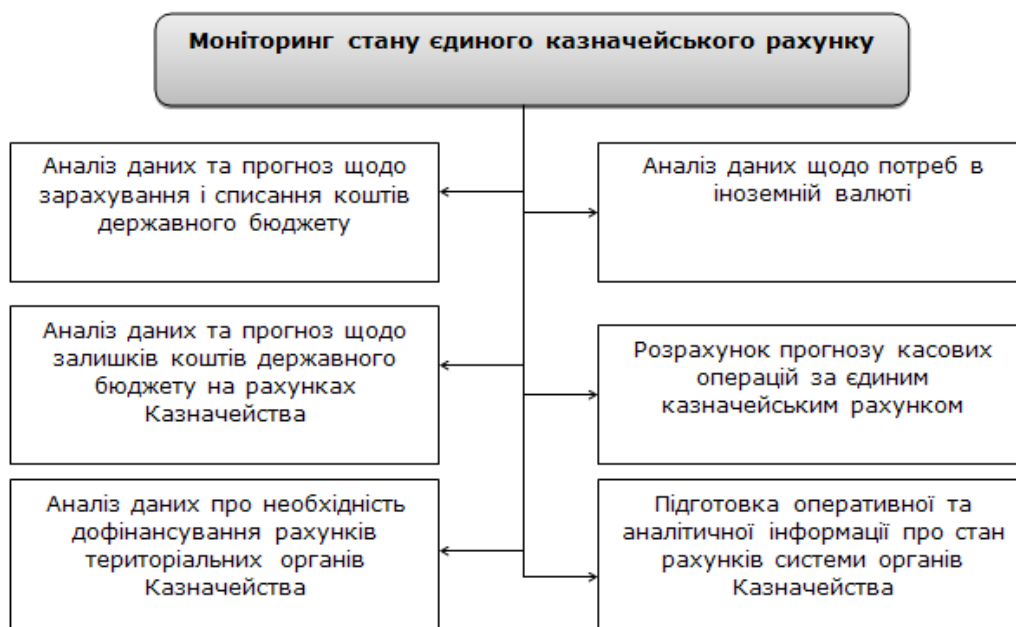 Моніторинг стану єдиного казначейського рахунку
Аналіз даних та прогноз щодо
зарахування і списання коштів
державного бюджету
Аналіз даних щодо потреб в
іноземній валюті
Аналіз даних та прогноз щодо
залишків коштів державного
бюджету на рахунках
Казначейства
Розрахунок прогнозу касових
операцій за єдиним
казначейським рахунком
Аналіз даних про необхідність
дофінансування рахунків
територіальних органів
Казначейства
Підготовка оперативної та
аналітичної інформації про стан
рахунків системи органів
Казначейства